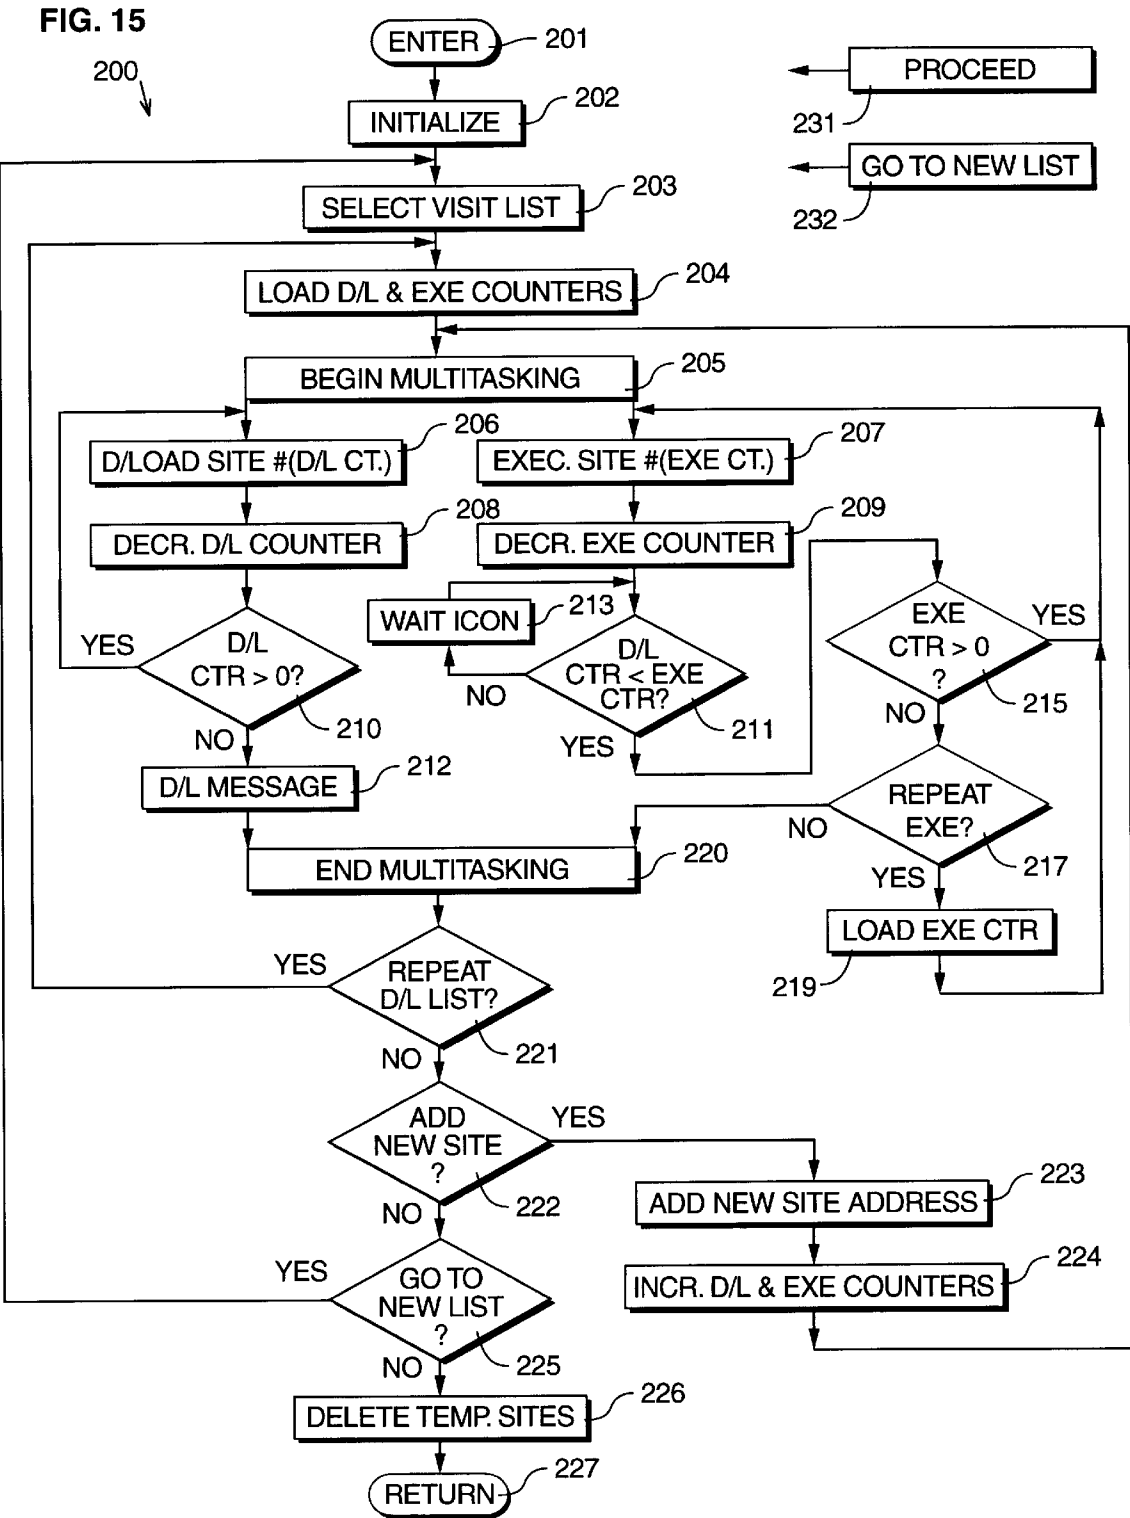 FIG. 15
200
ENTER
201
INITIALIZE
202
PROCEED
231
GO TO NEW LIST
232
SELECT VISIT LIST
203
LOAD D/L & EXE COUNTERS
204
BEGIN MULTITASKING
205
D/LOAD SITE #(D/L CT.)
206
EXEC. SITE #(EXE CT.)
207
DECR. D/L COUNTER
208
DECR. EXE COUNTER
209
WAIT ICON
213
YES
D/L
CTR > 0?
210
NO
NO
D/L
CTR < EXE
CTR?
211
YES
EXE
CTR > 0
?
YES
215
NO
D/L MESSAGE
212
REPEAT
EXE?
NO
217
YES
END MULTITASKING
220
LOAD EXE CTR
219
YES
REPEAT
D/L LIST?
221
NO
ADD
NEW SITE
?
YES
222
NO
ADD NEW SITE ADDRESS
223
INCR. D/L & EXE COUNTERS
224
YES
GO TO
NEW LIST
?
225
NO
DELETE TEMP. SITES
226
RETURN
227